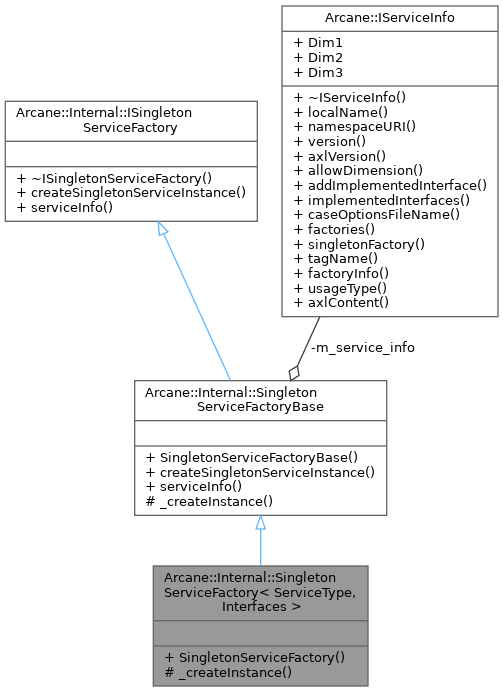 Arcane::IServiceInfo
+ Dim1
+ Dim2
+ Dim3
+ ~IServiceInfo()
+ localName()
+ namespaceURI()
+ version()
+ axlVersion()
+ allowDimension()
+ addImplementedInterface()
+ implementedInterfaces()
+ caseOptionsFileName()
+ factories()
+ singletonFactory()
+ tagName()
+ factoryInfo()
+ usageType()
+ axlContent()
Arcane::Internal::ISingleton
ServiceFactory
+ ~ISingletonServiceFactory()
+ createSingletonServiceInstance()
+ serviceInfo()
-m_service_info
Arcane::Internal::Singleton
ServiceFactoryBase
+ SingletonServiceFactoryBase()
+ createSingletonServiceInstance()
+ serviceInfo()
# _createInstance()
Arcane::Internal::Singleton
ServiceFactory< ServiceType,
Interfaces >
+ SingletonServiceFactory()
# _createInstance()